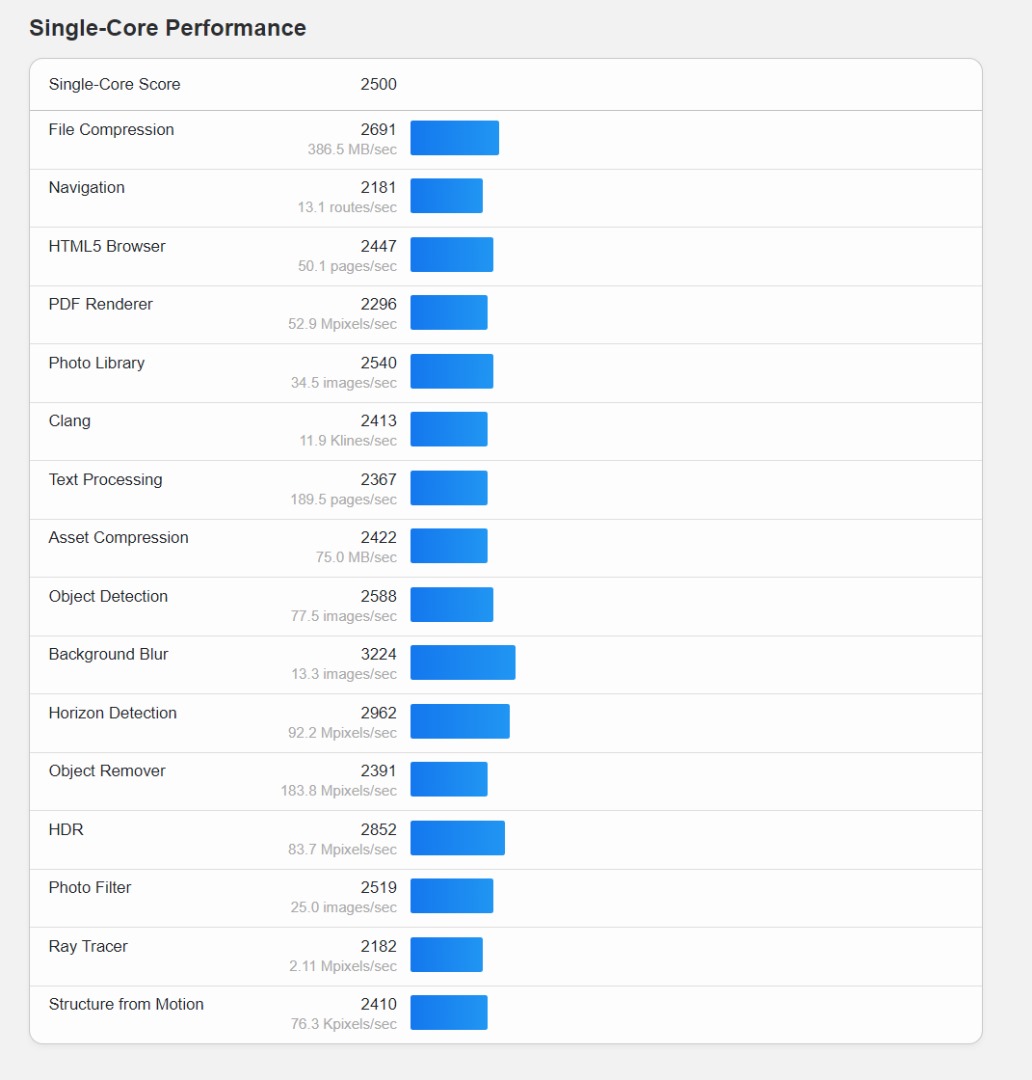 Single-Core Performance
Single-Core Score 2500
File Compression 2691
386.5 MB/sec
Navigation 2181
13.1 routes/sec
HTML5 Browser 2447
50.1 pages/sec
PDF Renderer 2296
52.9 Mpixels/sec
Photo Library 2540
34.5 images/sec
Clang 2413
11.9 Klines/sec
Text Processing 2367
189.5 pages/sec
Asset Compression 2422
75.0 MB/sec
Object Detection 2588
77.5 images/sec
Background Blur 3224
13.3 images/sec
Horizon Detection 2962
92.2 Mpixels/sec
Object Remover 2391
183.8 Mpixels/sec
HDR 2852
83.7 Mpixels/sec
Photo Filter 2519
25.0 images/sec
Ray Tracer 2182
2.11 Mpixels/sec
Structure from Motion 2410
76.3 Kpixels/sec